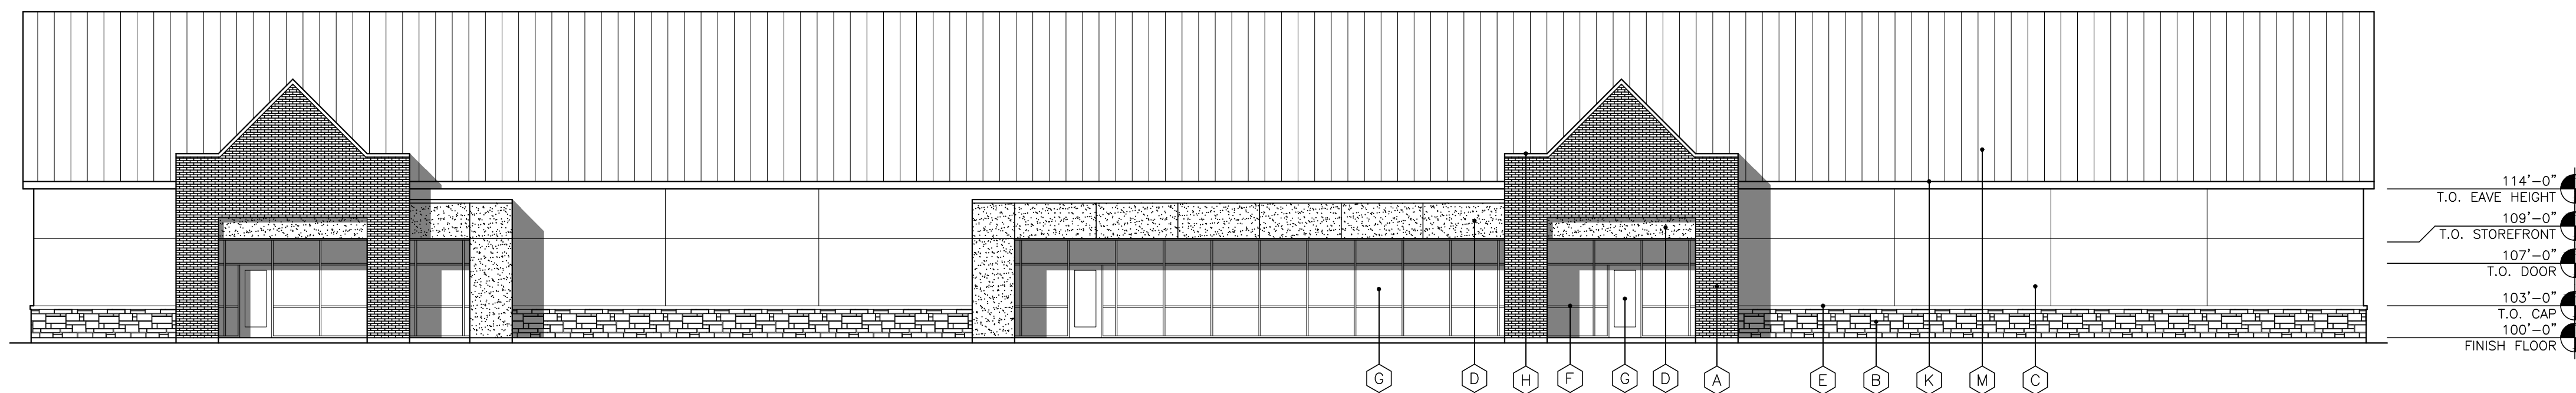 114'-0"
T.O. EAVE HEIGHT
109'-0"
T.O. STOREFRONT
107'-0"
T.O. DOOR
103'-0"
T.O. CAP
100'-0"
FINISH FLOOR
G D H F G D A E B K M C